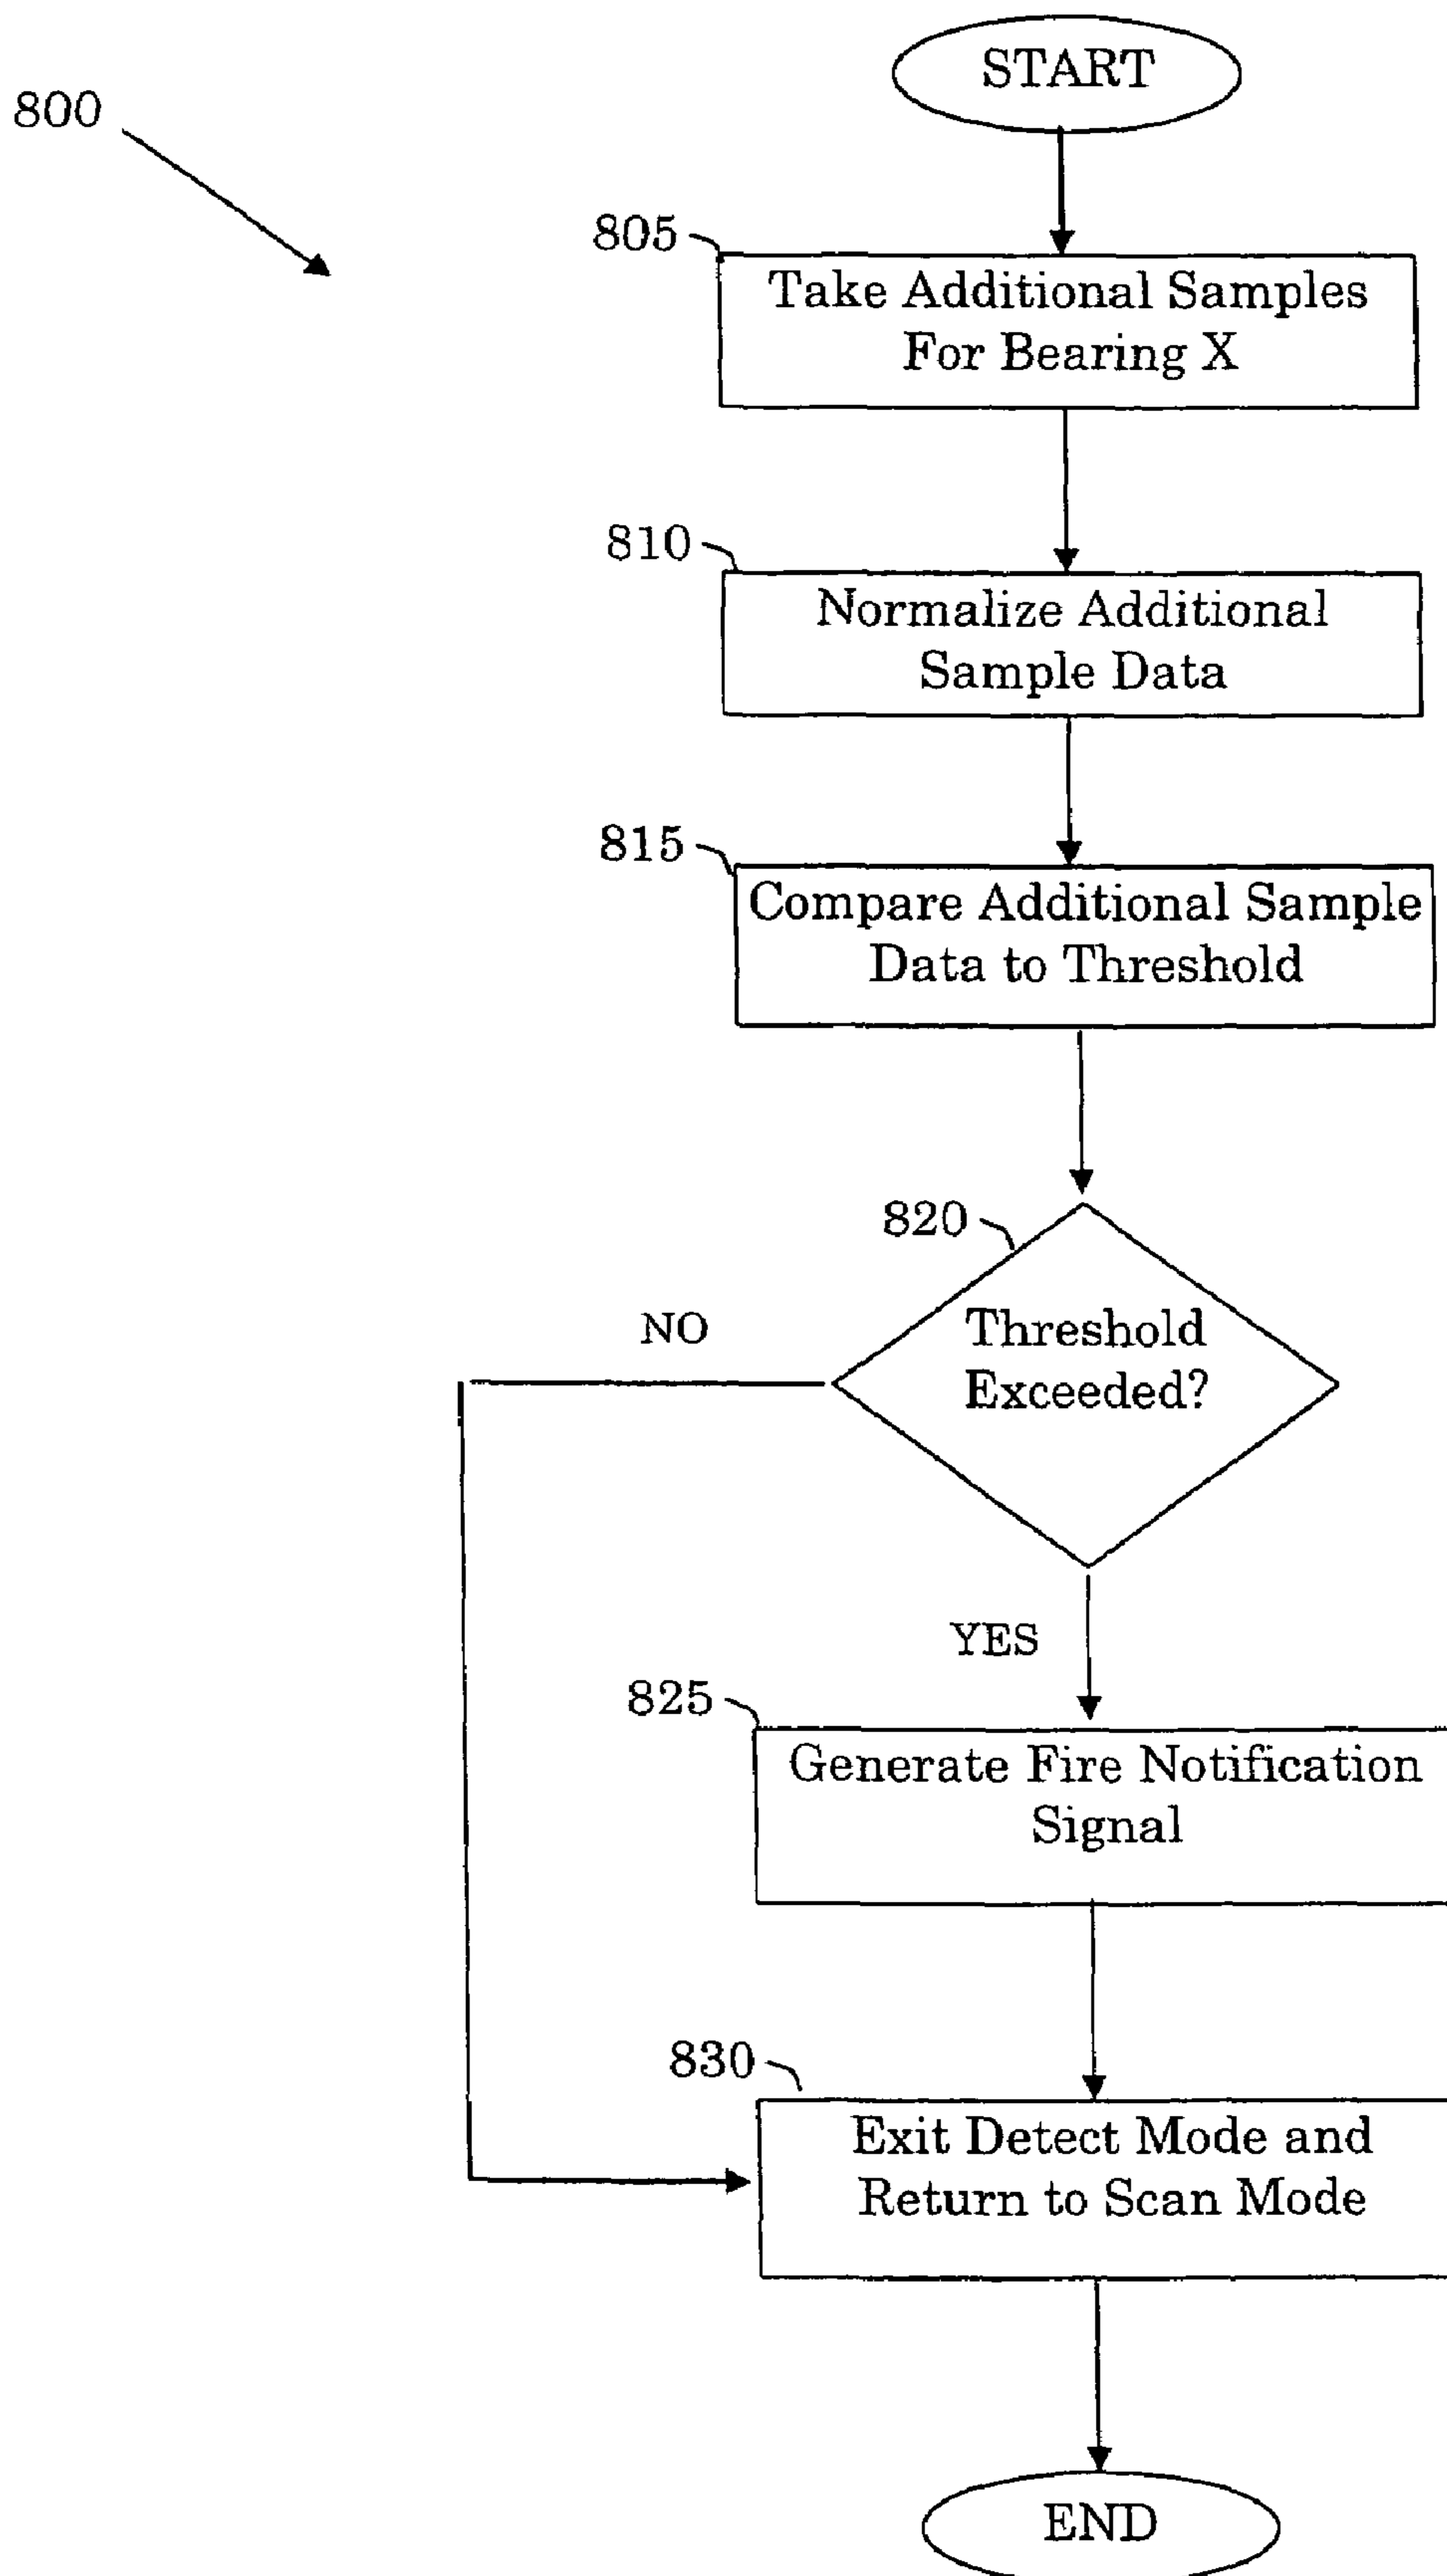 START
800
805
Take Additional Samples
For Bearing X
810
Normalize Additional
Sample Data
815
Compare Additional Sample
Data to Threshold
820
Threshold
Exceeded?
NO
YES
825
Generate Fire Notification
Signal
830
Exit Detect Mode and
Return to Scan Mode
END